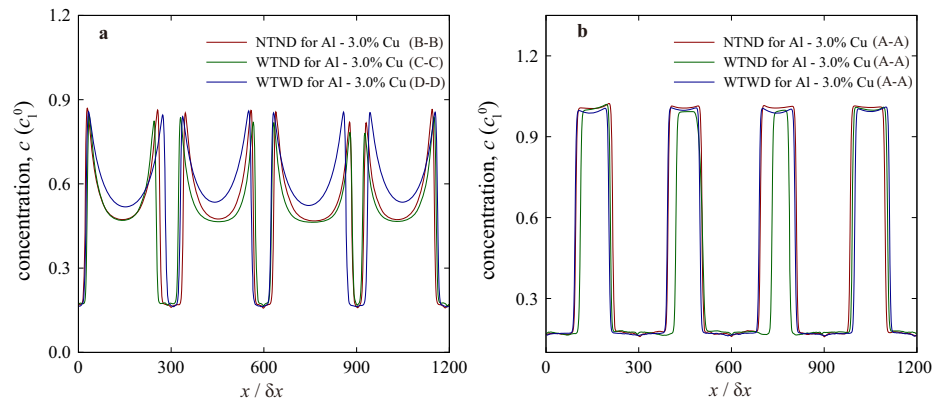 a
NTND for Al - 3.0% Cu (B-B)
WTND for Al - 3.0% Cu (C-C)
WTWD for Al - 3.0% Cu (D-D)
concentration, c (c_l^0)
1.2
0.9
0.6
0.3
0.0
0 300 600 900 1200
x / δx
b
NTND for Al - 3.0% Cu (A-A)
WTND for Al - 3.0% Cu (A-A)
WTWD for Al - 3.0% Cu (A-A)
concentration, c (c_l^0)
1.2
0.9
0.6
0.3
0 300 600 900 1200
x / δx